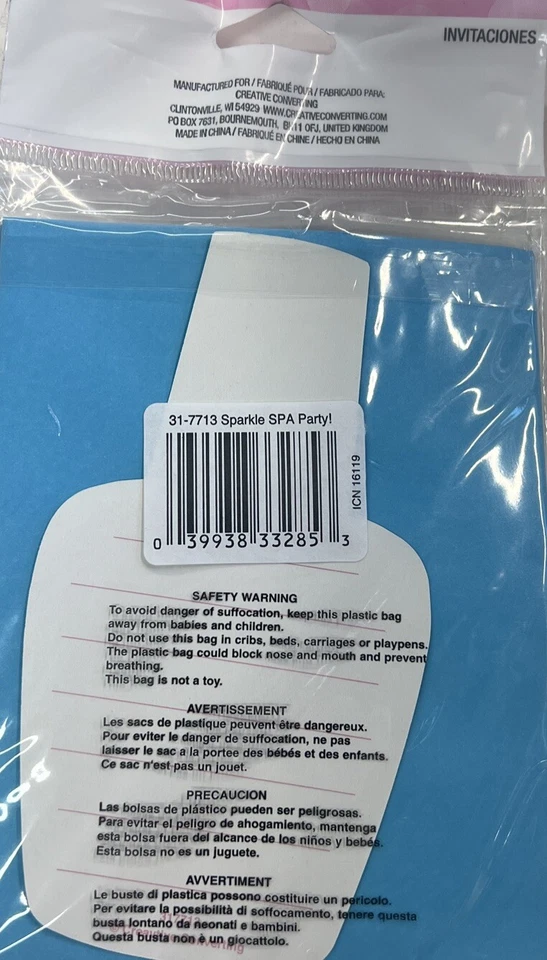 INVITACIONES
MANUFACTURED FOR / FABRIQUÉ POUR / FABRICADO PARA:
CREATIVE CONVERTING
CLINTONVILLE, WI 54929 WWW.CREATIVECONVERTING.COM
PO BOX 7631, BOURNEMOUTH, BH11 OFJ, UNITED KINGDOM
MADE IN CHINA / FABRIQUÉ EN CHINE / HECHO EN CHINA
31-7713 Sparkle SPA Party!
ICN 16119
0 39938 33285 3
SAFETY WARNING
To avoid danger of suffocation, keep this plastic bag
away from babies and children.
Do not use this bag in cribs, beds, carriages or playpens.
The plastic bag could block nose and mouth and prevent
breathing.
This bag is not a toy.
AVERTISSEMENT
Les sacs de plastique peuvent être dangereux.
Pour eviter le danger de suffocation, ne pas
laisser le sac a la portee des bébés et des enfants.
Ce sac n'est pas un jouet.
PRECAUCION
Las bolsas de plástico pueden ser peligrosas.
Para evitar el peligro de ahogamiento, mantenga
esta bolsa fuera del alcance de los niños y bebés.
Esta bolsa no es un juguete.
AVVERTIMENT
Le buste di plastica possono costituire un pericolo.
Per evitare la possibilità di soffocamento, tenere questa
busta lontano da neonati e bambini.
Questa busta non è un giocattolo.
Creative Converting